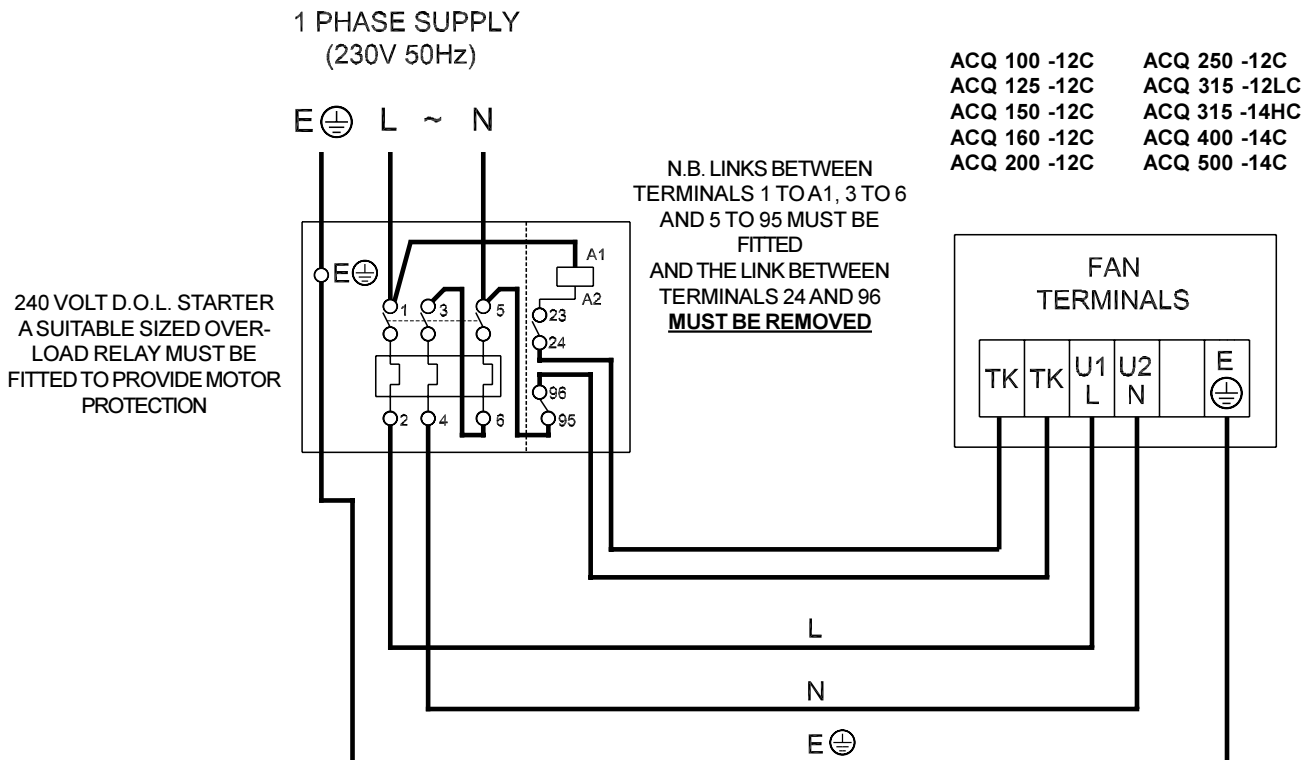 1 PHASE SUPPLY
(230V 50Hz)
E L ~ N
ACQ 100 -12C ACQ 250 -12C
ACQ 125 -12C ACQ 315 -12LC
ACQ 150 -12C ACQ 315 -14HC
ACQ 160 -12C ACQ 400 -14C
ACQ 200 -12C ACQ 500 -14C
N.B. LINKS BETWEEN
TERMINALS 1 TO A1, 3 TO 6
AND 5 TO 95 MUST BE
FITTED
AND THE LINK BETWEEN
TERMINALS 24 AND 96
MUST BE REMOVED
240 VOLT D.O.L. STARTER
A SUITABLE SIZED OVER-
LOAD RELAY MUST BE
FITTED TO PROVIDE MOTOR
PROTECTION
E
A1
A2
1 3 5
23
24
96
95
2 4 6
FAN
TERMINALS
TK TK U1 U2 E
L N
L
N
E